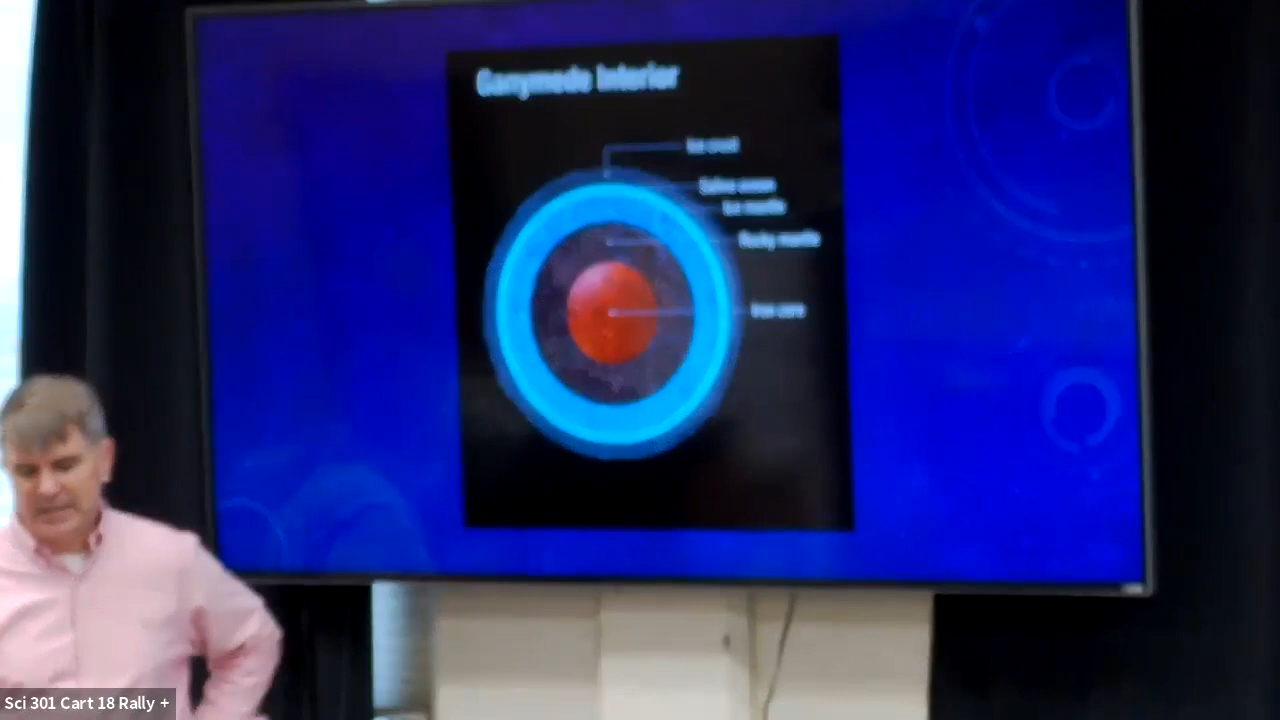 Ganymede Interior
Ice crust
Saline ocean
Ice mantle
Rocky mantle
Iron core
Sci 301 Cart 18 Rally +